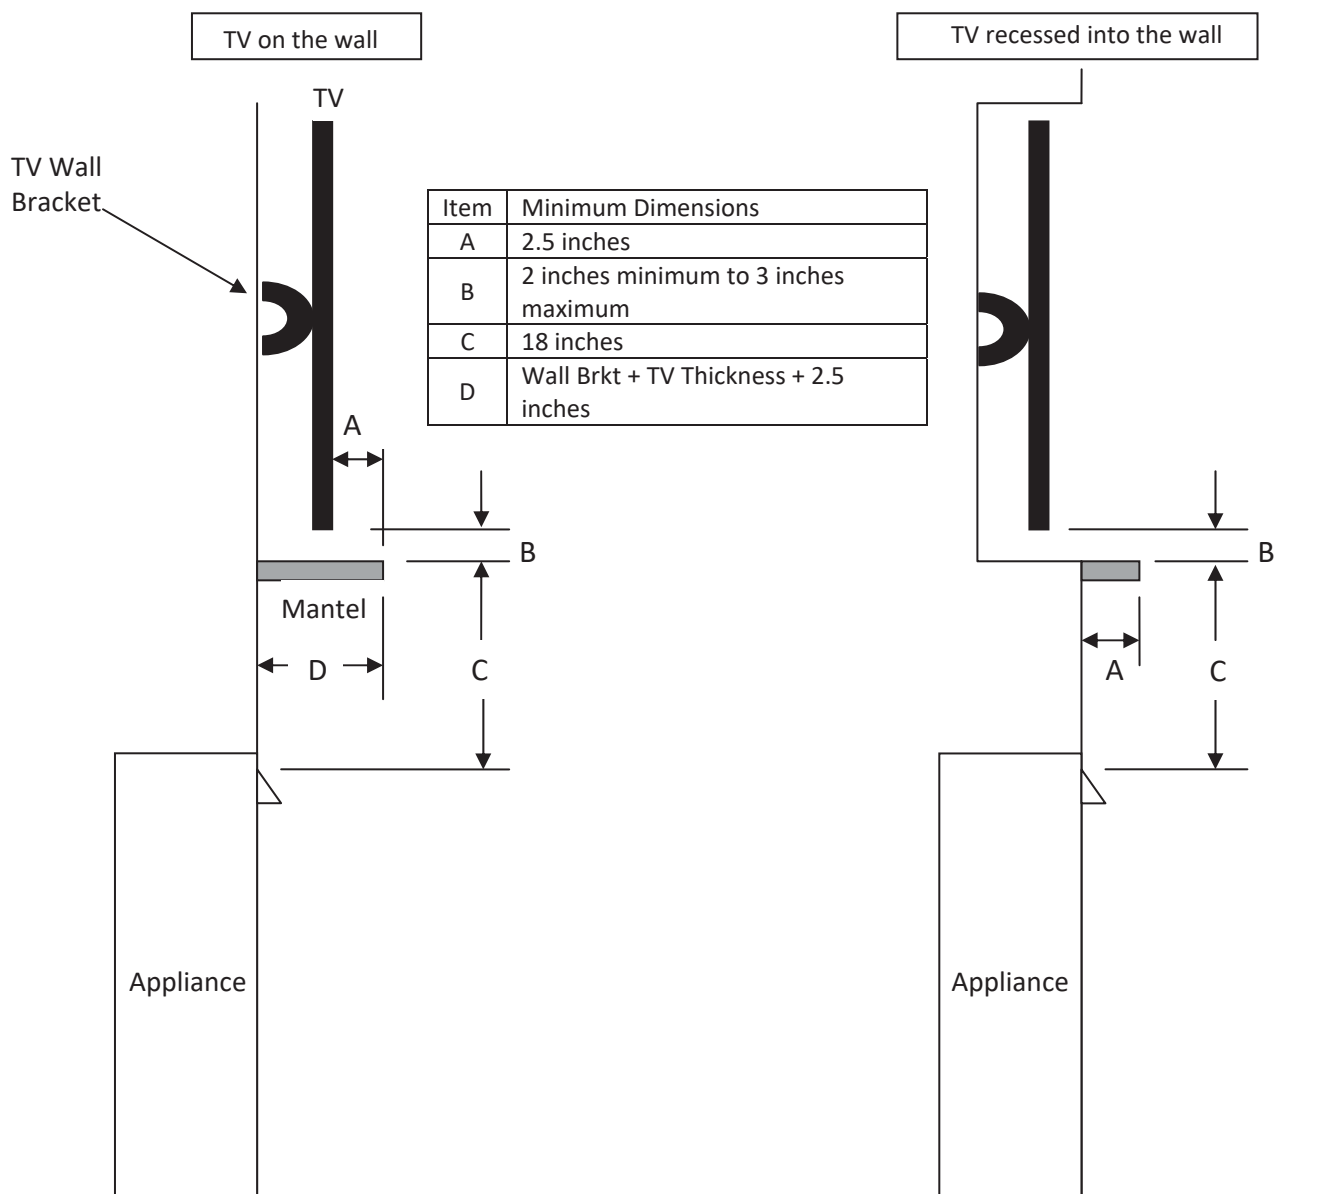 TV on the wall
TV recessed into the wall
TV
TV Wall
Bracket
Item Minimum Dimensions
A 2.5 inches
B 2 inches minimum to 3 inches
maximum
C 18 inches
D Wall Brkt + TV Thickness + 2.5
inches
A
B
B
Mantel
D
C
A
C
Appliance
Appliance